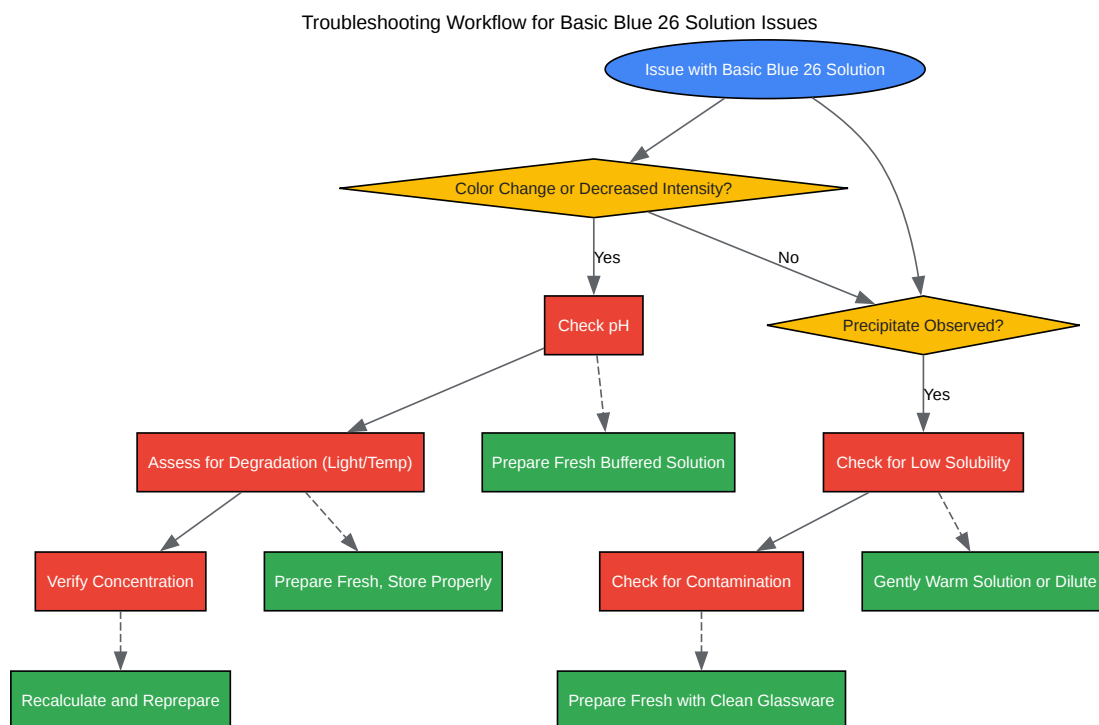 Troubleshooting Workflow for Basic Blue 26 Solution Issues
Issue with Basic Blue 26 Solution
Color Change or Decreased Intensity?
Yes
No
Check pH
Precipitate Observed?
Yes
Assess for Degradation (Light/Temp)
Prepare Fresh Buffered Solution
Check for Low Solubility
Verify Concentration
Prepare Fresh, Store Properly
Check for Contamination
Gently Warm Solution or Dilute
Recalculate and Reprepare
Prepare Fresh with Clean Glassware